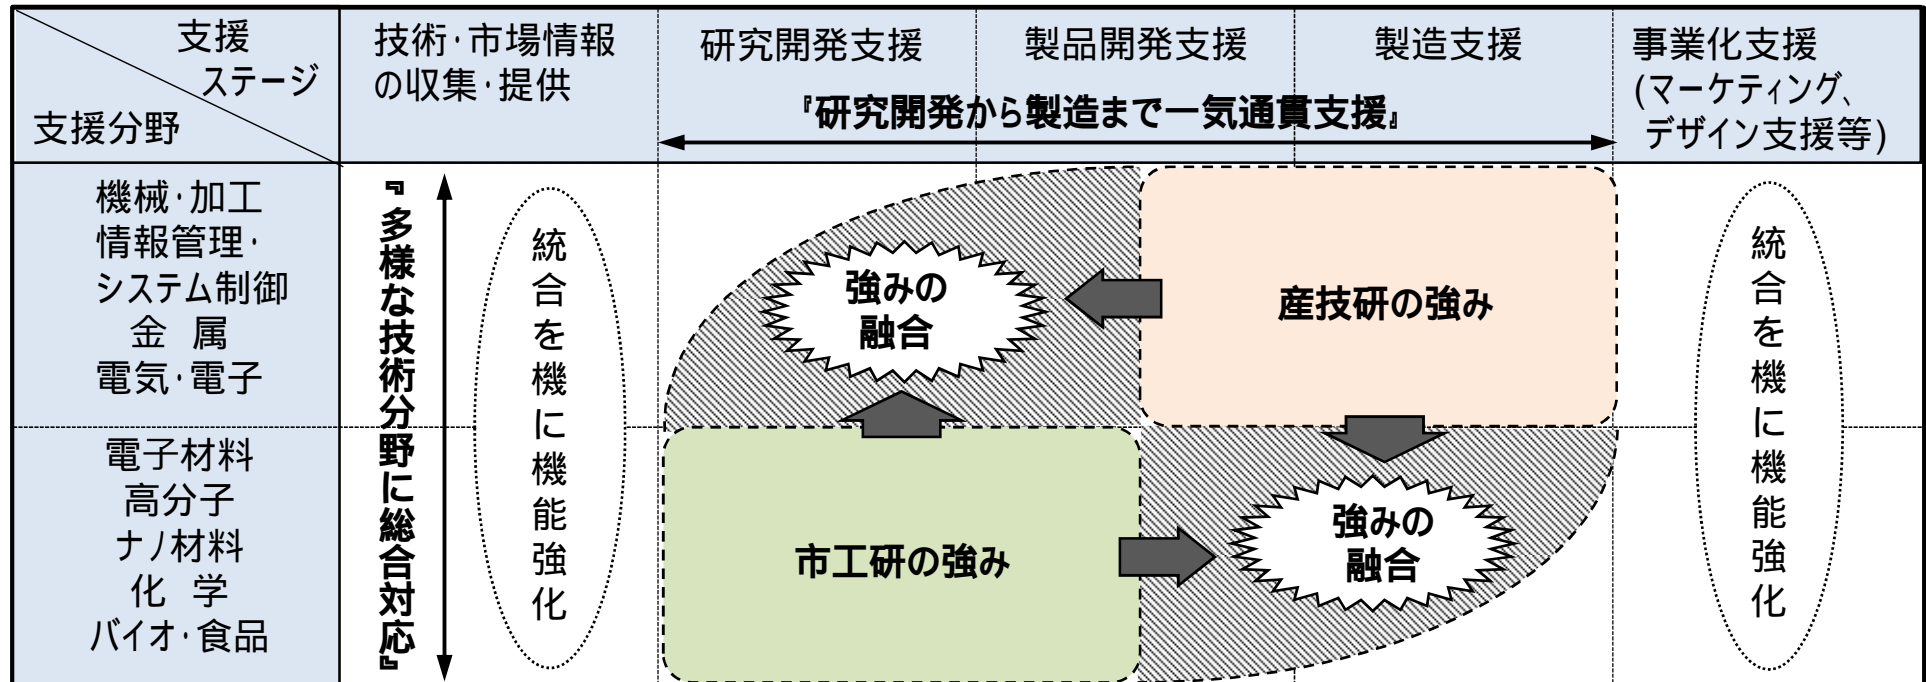 支援
ステージ
支援分野
技術・市場情報
の収集・提供
研究開発支援
製品開発支援
製造支援
事業化支援
(マーケティング、
デザイン支援等)
『研究開発から製造まで一気通貫支援』
機械・加工
情報管理・
システム制御
金 属
電気・電子
電子材料
高分子
ナノ材料
化 学
バイオ・食品
『多様な技術分野に総合対応』
統合を機に機能強化
強みの
融合
産技研の強み
市工研の強み
強みの
融合
統合を機に機能強化